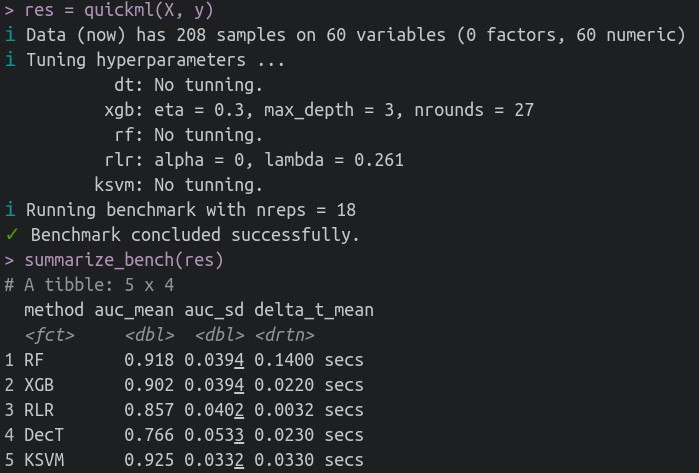 > res = quickml(X, y)
i Data (now) has 208 samples on 60 variables (0 factors, 60 numeric)
i Tuning hyperparameters ...
dt: No tunning.
xgb: eta = 0.3, max_depth = 3, nrounds = 27
rf: No tunning.
rlr: alpha = 0, lambda = 0.261
ksvm: No tunning.
i Running benchmark with nreps = 18
✓ Benchmark concluded successfully.
> summarize_bench(res)
# A tibble: 5 x 4
method auc_mean auc_sd delta_t_mean
<fct> <dbl> <dbl> <drtn>
1 RF 0.918 0.0394 0.1400 secs
2 XGB 0.902 0.0394 0.0220 secs
3 RLR 0.857 0.0402 0.0032 secs
4 DecT 0.766 0.0533 0.0230 secs
5 KSVM 0.925 0.0332 0.0330 secs